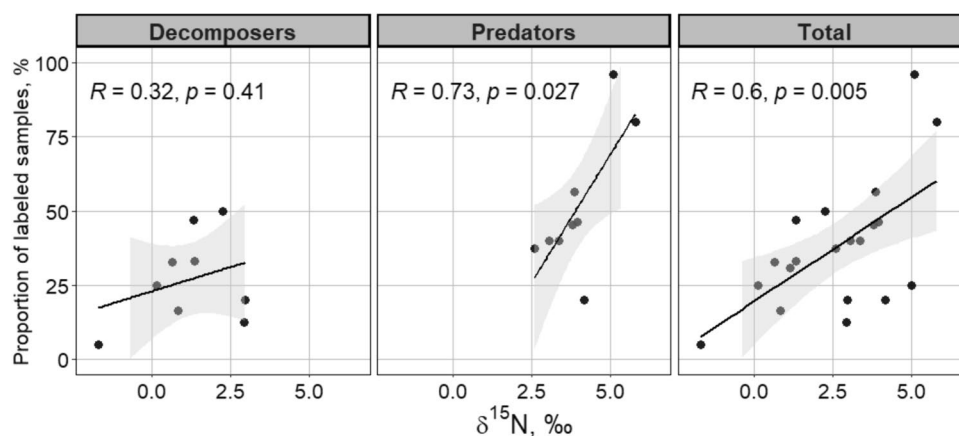 Decomposers Predators Total
R = 0.32, p = 0.41 R = 0.73, p = 0.027 R = 0.6, p = 0.005
Proportion of labeled samples, %
100
75
50
25
0
0.0 2.5 5.0 0.0 2.5 5.0 0.0 2.5 5.0
δ¹⁵N, ‰